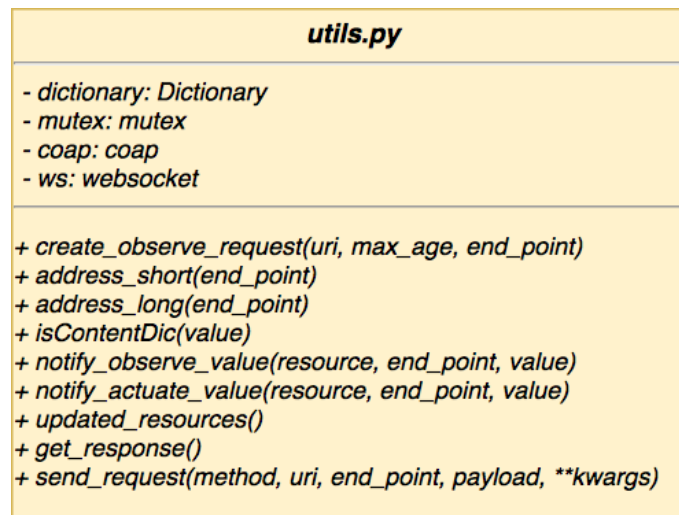 utils.py
- dictionary: Dictionary
- mutex: mutex
- coap: coap
- ws: websocket
+ create_observe_request(uri, max_age, end_point)
+ address_short(end_point)
+ address_long(end_point)
+ isContentDic(value)
+ notify_observe_value(resource, end_point, value)
+ notify_actuate_value(resource, end_point, value)
+ updated_resources()
+ get_response()
+ send_request(method, uri, end_point, payload, **kwargs)